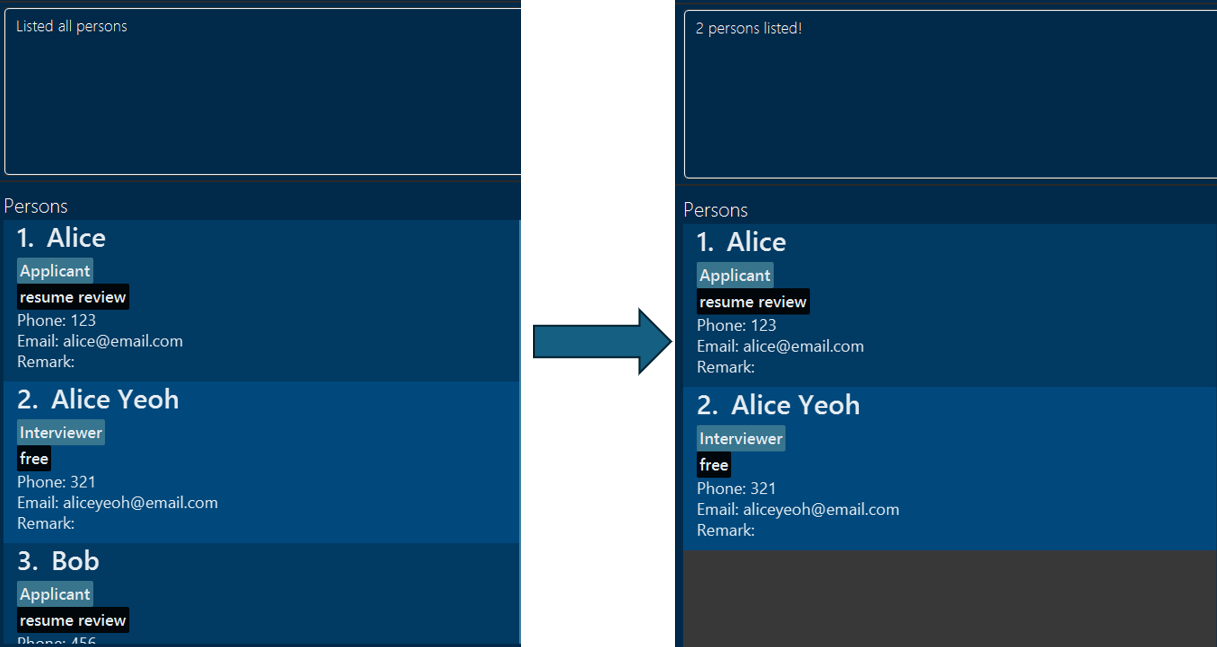 Listed all persons
Persons
1. Alice
Applicant
resume review
Phone: 123
Email: alice@email.com
Remark:
2. Alice Yeoh
Interviewer
free
Phone: 321
Email: aliceyeoh@email.com
Remark:
3. Bob
Applicant
resume review
Phone: 456
2 persons listed!
Persons
1. Alice
Applicant
resume review
Phone: 123
Email: alice@email.com
Remark:
2. Alice Yeoh
Interviewer
free
Phone: 321
Email: aliceyeoh@email.com
Remark: